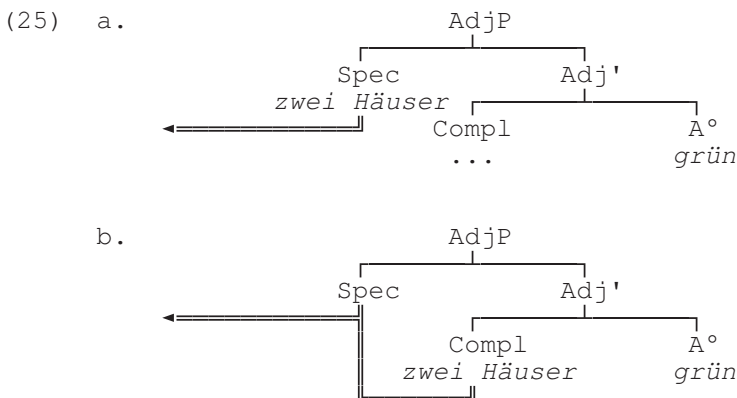 (25) a. AdjP
Spec Adj'
zwei Häuser
Compl A°
... grün
b. AdjP
Spec Adj'
Compl A°
zwei Häuser grün